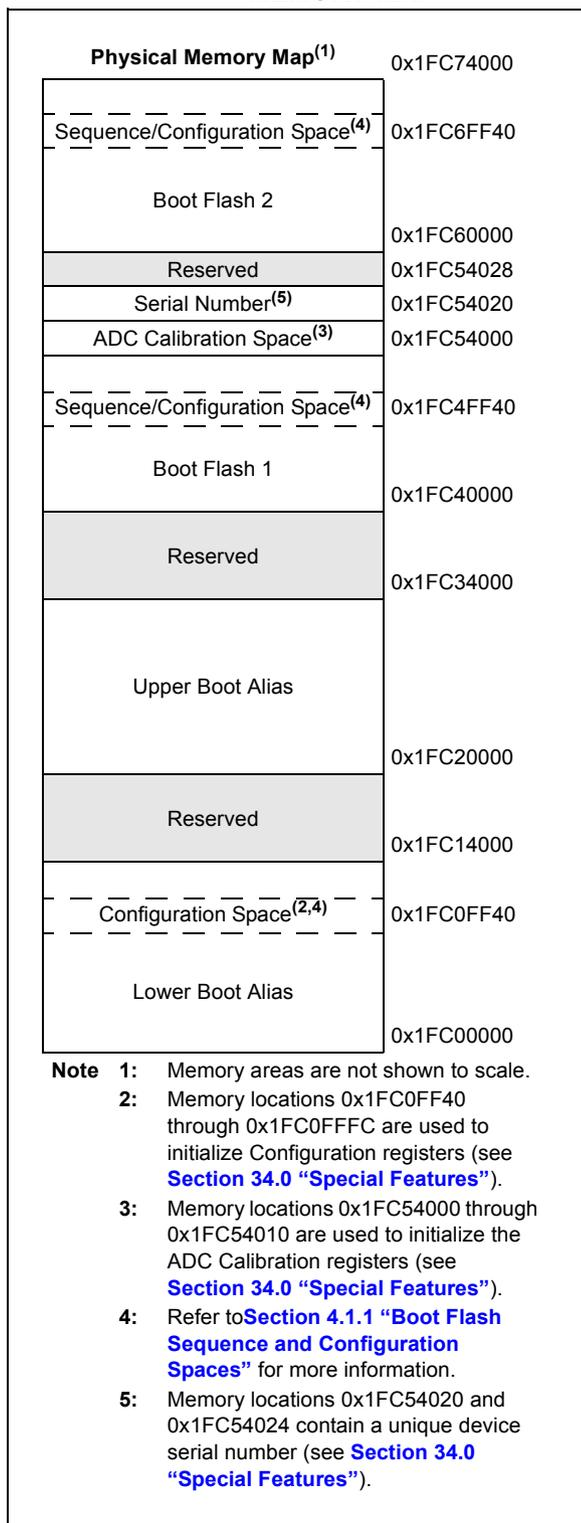 Physical Memory Map(1)
0x1FC74000
Sequence/Configuration Space(4)
0x1FC6FF40
Boot Flash 2
0x1FC60000
Reserved
0x1FC54028
Serial Number(5)
0x1FC54020
ADC Calibration Space(3)
0x1FC54000
Sequence/Configuration Space(4)
0x1FC4FF40
Boot Flash 1
0x1FC40000
Reserved
0x1FC34000
Upper Boot Alias
0x1FC20000
Reserved
0x1FC14000
Configuration Space(2,4)
0x1FC0FF40
Lower Boot Alias
0x1FC00000
Note 1: Memory areas are not shown to scale.
2: Memory locations 0x1FC0FF40
through 0x1FC0FFFC are used to
initialize Configuration registers (see
Section 34.0 “Special Features”).
3: Memory locations 0x1FC54000 through
0x1FC54010 are used to initialize the
ADC Calibration registers (see
Section 34.0 “Special Features”).
4: Refer toSection 4.1.1 “Boot Flash
Sequence and Configuration
Spaces” for more information.
5: Memory locations 0x1FC54020 and
0x1FC54024 contain a unique device
serial number (see Section 34.0
“Special Features”).